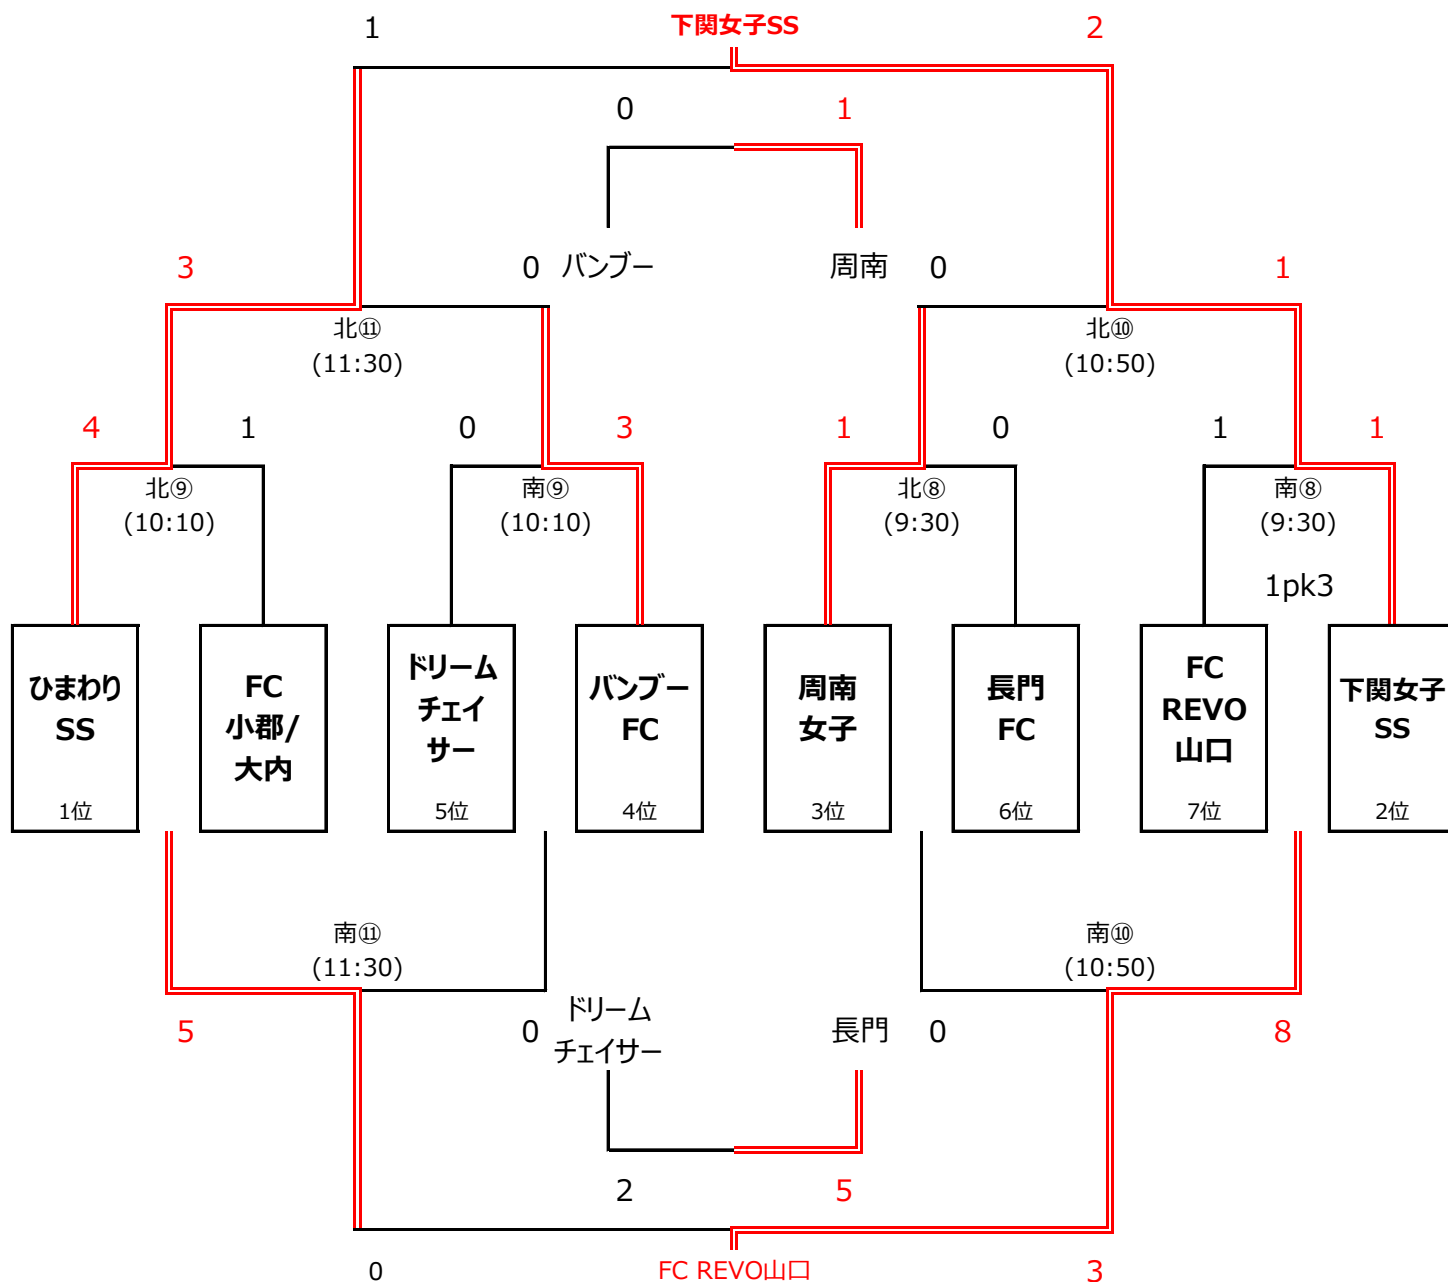 1 下関女子SS 2
0 1
3 0 バンブー 周南 0 1
北⑪ 北⑩
(11:30) (10:50)
4 1 0 3 1 0 1 1
北⑨ 南⑨ 北⑧ 南⑧
(10:10) (10:10) (9:30) (9:30)
1pk3
ひまわり
SS
1位
FC
小郡/
大内
ドリーム
チェイ
サー
5位
バンブー
FC
4位
周南
女子
3位
長門
FC
6位
FC
REVO
山口
7位
下関女子
SS
2位
南⑪ 南⑩
(11:30) (10:50)
5 0 ドリーム
チェイサー 長門 0 8
2 5
0 FC REVO山口 3